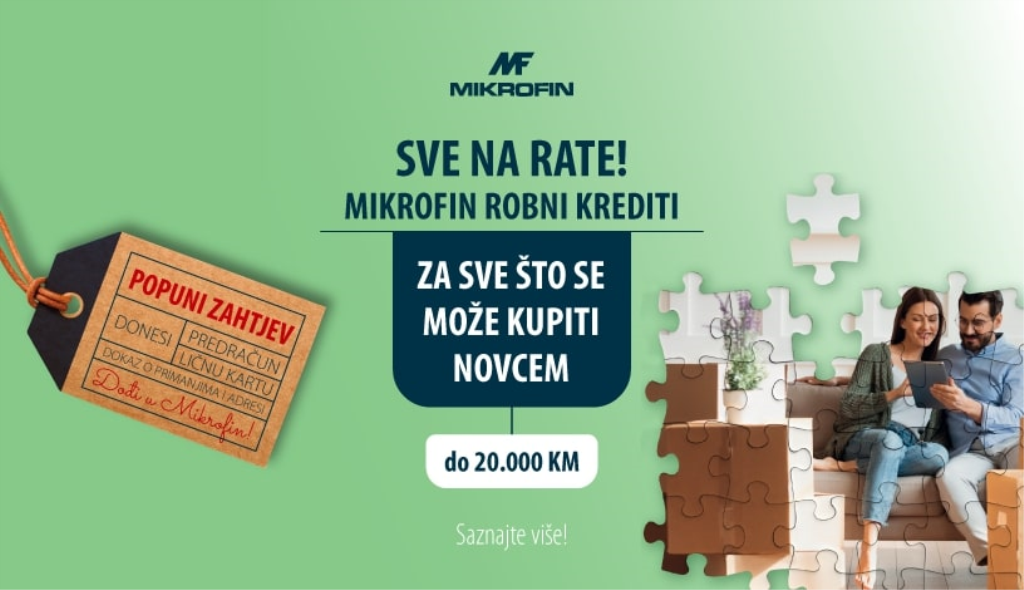 MF
MIKROFIN
SVE NA RATE!
MIKROFIN ROBNI KREDITI
ZA SVE ŠTO SE
MOŽE KUPITI
NOVCEM
do 20.000 KM
Saznajte više!
POPUNI ZAHTJEV
DONESI
PREDRAČUN
LIČNU KARTU
DOKAZ O PRIMANJIMA I ADRESI
Dođi u Mikrofin!